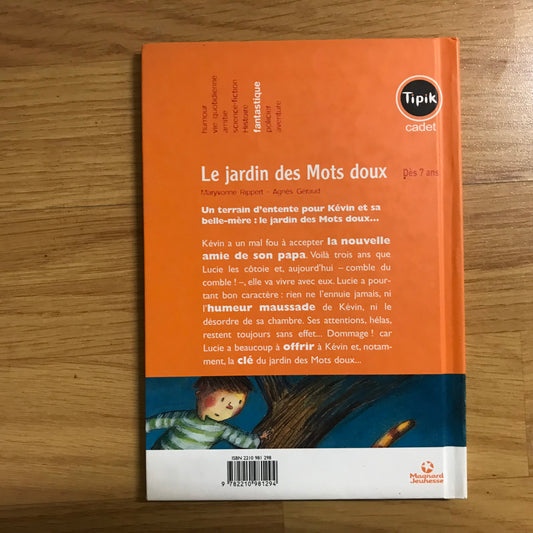 humour
vie quotidienne
amitié
science-fiction
Histoire
fantastique
policier
aventure
Tipik
cadet
Le jardin des Mots doux
Dès 7 ans
Maryvonne Rippert - Agnès Géraud
Un terrain d'entente pour Kévin et sa
belle-mère : le jardin des Mots doux...
Kévin a un mal fou à accepter la nouvelle
amie de son papa. Voilà trois ans que
Lucie les côtoie et, aujourd'hui – comble du
comble ! –, elle va vivre avec eux. Lucie a pour-
tant bon caractère : rien ne l'ennuie jamais, ni
l'humeur maussade de Kévin, ni le
désordre de sa chambre. Ses attentions, hélas,
restent toujours sans effet... Dommage ! car
Lucie a beaucoup à offrir à Kévin et, notam-
ment, la clé du jardin des Mots doux...
ISBN 2210 981 298
9 782210 981294
Magnard
Jeunesse